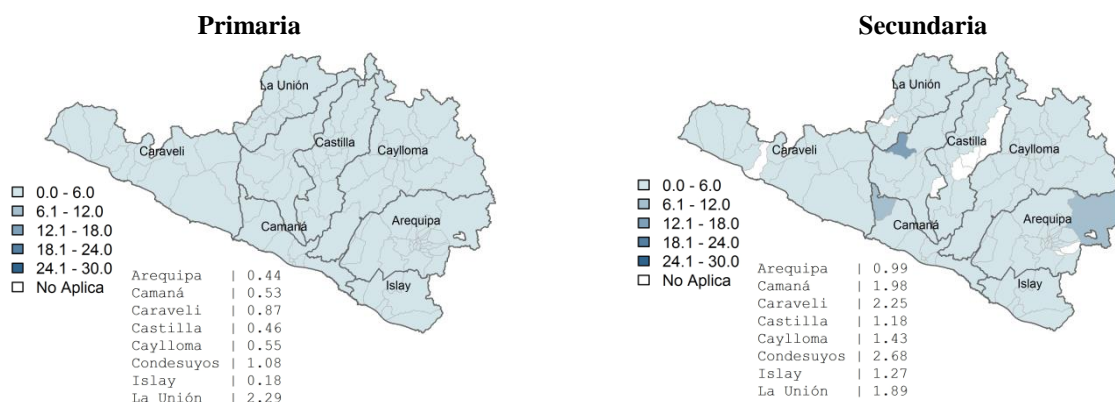 Primaria
La Unión
Castilla
Caraveli
Caylloma
Arequipa
Camaná
Islay
0.0 - 6.0
6.1 - 12.0
12.1 - 18.0
18.1 - 24.0
24.1 - 30.0
No Aplica
Arequipa | 0.44
Camaná | 0.53
Caraveli | 0.87
Castilla | 0.46
Caylloma | 0.55
Condesuyos | 1.08
Islay | 0.18
La Unión | 2.29
Secundaria
La Unión
Castilla
Caraveli
Caylloma
Arequipa
Camaná
Islay
0.0 - 6.0
6.1 - 12.0
12.1 - 18.0
18.1 - 24.0
24.1 - 30.0
No Aplica
Arequipa | 0.99
Camaná | 1.98
Caraveli | 2.25
Castilla | 1.18
Caylloma | 1.43
Condesuyos | 2.68
Islay | 1.27
La Unión | 1.89